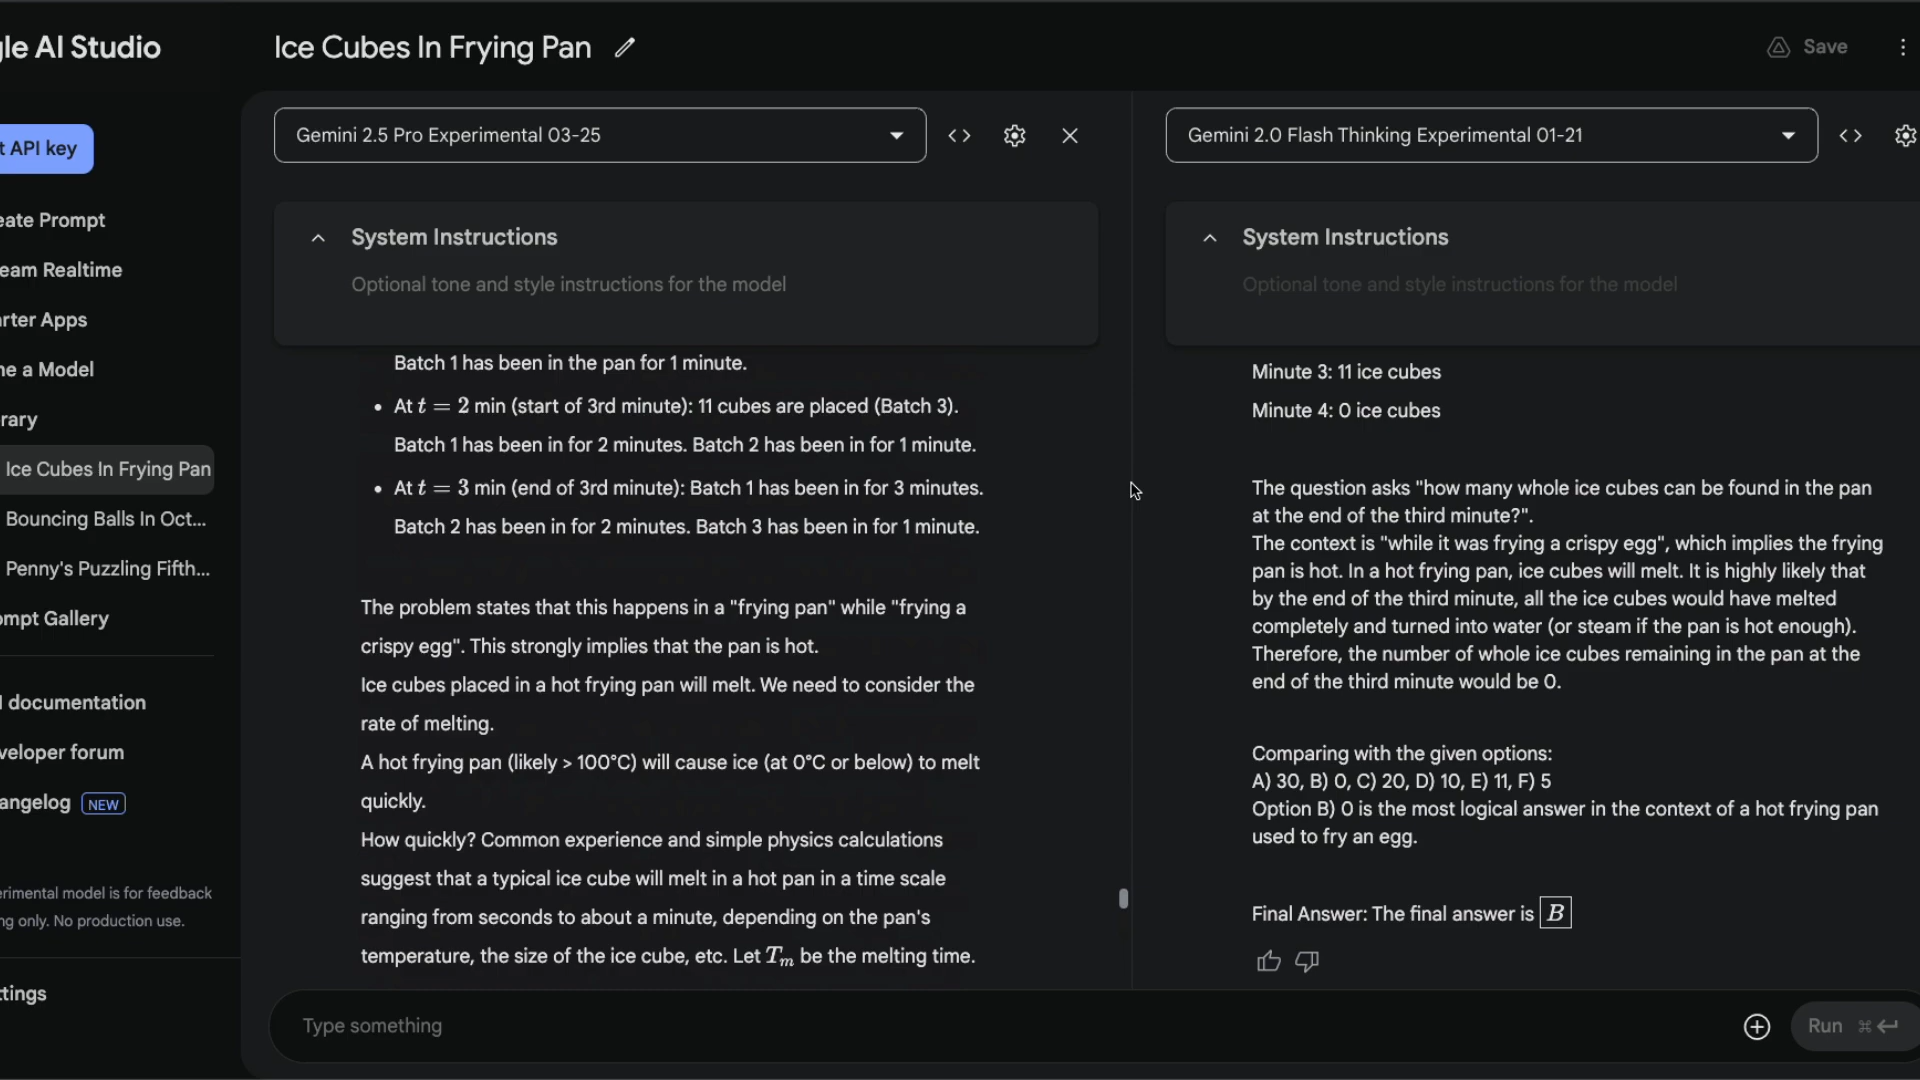 gle AI Studio
Ice Cubes In Frying Pan
Save
t API key
eate Prompt
eam Realtime
arter Apps
ne a Model
rary
Ice Cubes In Frying Pan
Bouncing Balls In Oct...
Penny's Puzzling Fifth...
ompt Gallery
I documentation
veloper forum
angelog NEW
erimental model is for feedback
ng only. No production use.
ttings
Gemini 2.5 Pro Experimental 03-25
System Instructions
Optional tone and style instructions for the model
Batch 1 has been in the pan for 1 minute.
• At t = 2 min (start of 3rd minute): 11 cubes are placed (Batch 3).
Batch 1 has been in for 2 minutes. Batch 2 has been in for 1 minute.
• At t = 3 min (end of 3rd minute): Batch 1 has been in for 3 minutes.
Batch 2 has been in for 2 minutes. Batch 3 has been in for 1 minute.
The problem states that this happens in a "frying pan" while "frying a
crispy egg". This strongly implies that the pan is hot.
Ice cubes placed in a hot frying pan will melt. We need to consider the
rate of melting.
A hot frying pan (likely > 100°C) will cause ice (at 0°C or below) to melt
quickly.
How quickly? Common experience and simple physics calculations
suggest that a typical ice cube will melt in a hot pan in a time scale
ranging from seconds to about a minute, depending on the pan's
temperature, the size of the ice cube, etc. Let Tm be the melting time.
Gemini 2.0 Flash Thinking Experimental 01-21
System Instructions
Optional tone and style instructions for the model
Minute 3: 11 ice cubes
Minute 4: 0 ice cubes
The question asks "how many whole ice cubes can be found in the pan
at the end of the third minute?".
The context is "while it was frying a crispy egg", which implies the frying
pan is hot. In a hot frying pan, ice cubes will melt. It is highly likely that
by the end of the third minute, all the ice cubes would have melted
completely and turned into water (or steam if the pan is hot enough).
Therefore, the number of whole ice cubes remaining in the pan at the
end of the third minute would be 0.
Comparing with the given options:
A) 30, B) 0, C) 20, D) 10, E) 11, F) 5
Option B) 0 is the most logical answer in the context of a hot frying pan
used to fry an egg.
Final Answer: The final answer is B
Type something
Run ⌘ ↵